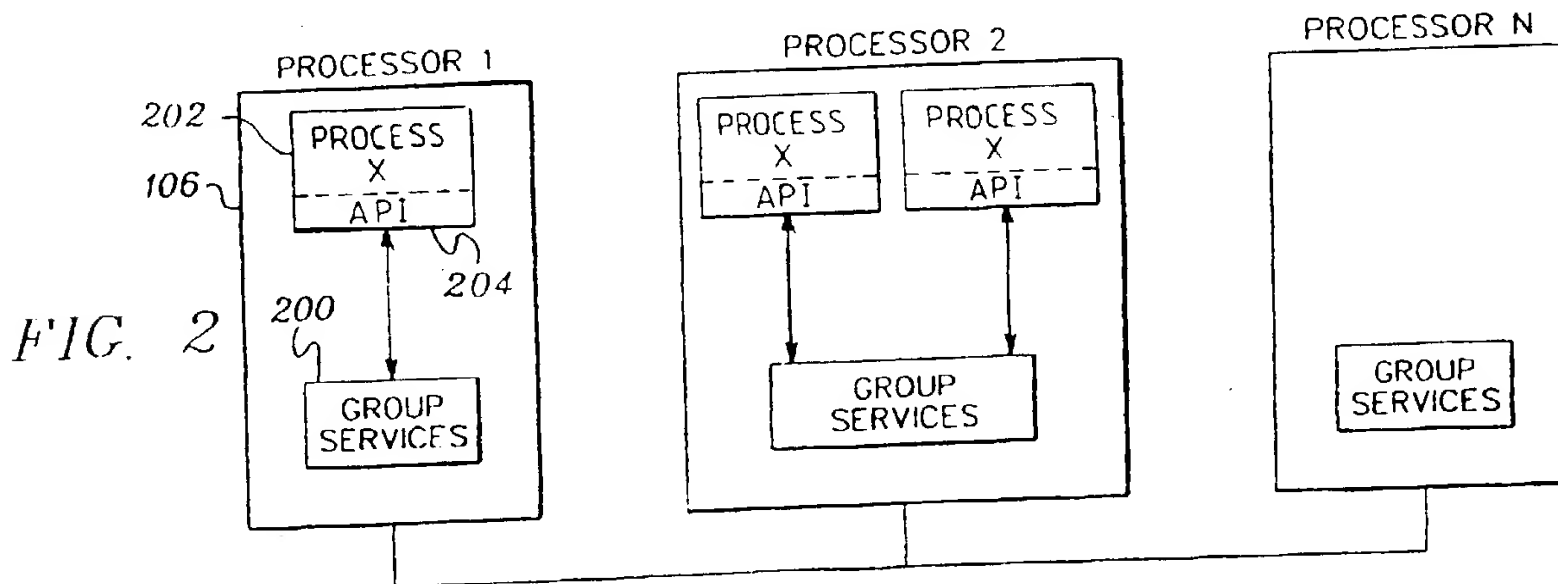 PROCESSOR 1
PROCESSOR 2
PROCESSOR N
202
PROCESS
X
API
PROCESS
X
API
PROCESS
X
API
106
204
200
FIG. 2
GROUP
SERVICES
GROUP
SERVICES
GROUP
SERVICES